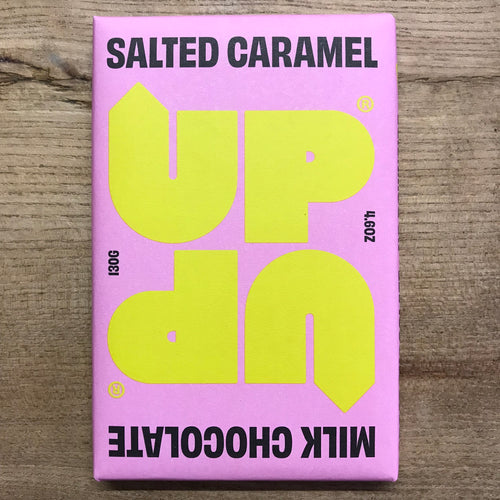 SALTED CARAMEL
UP®
130G
4.6OZ
UP®
MILK CHOCOLATE